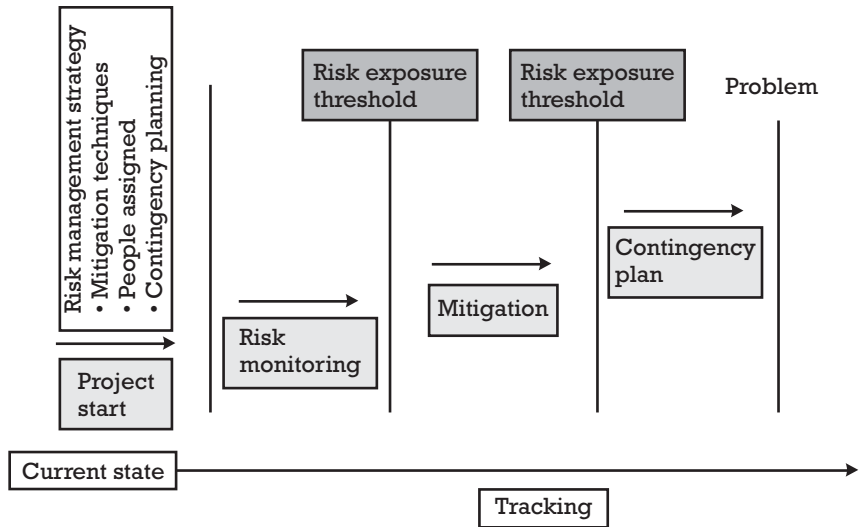 Risk management strategy
• Mitigation techniques
• People assigned
• Contingency planning
Project
start
Risk
monitoring
Risk exposure
threshold
Mitigation
Risk exposure
threshold
Contingency
plan
Problem
Current state
Tracking